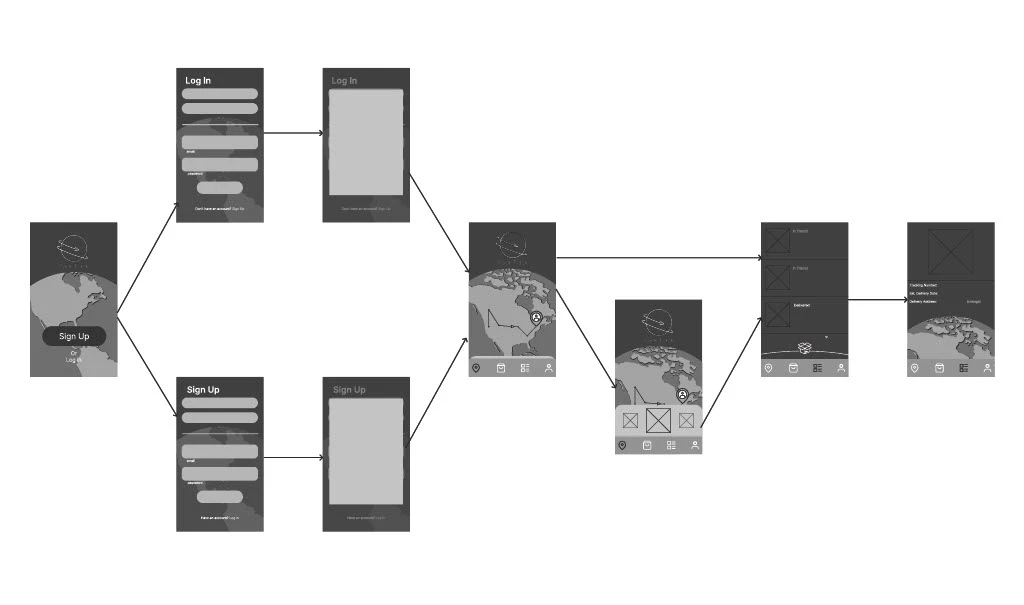 Sign Up
Or
Log In
Log In
email
password
Don't have an account? Sign Up
Log In
Don't have an account? Sign Up
Sign Up
email
password
Have an account? Log In
Sign Up
Have an account? Log In
In Transit
In Transit
Delivered
Tracking Number:
Est. Delivery Date:
Delivery Address: